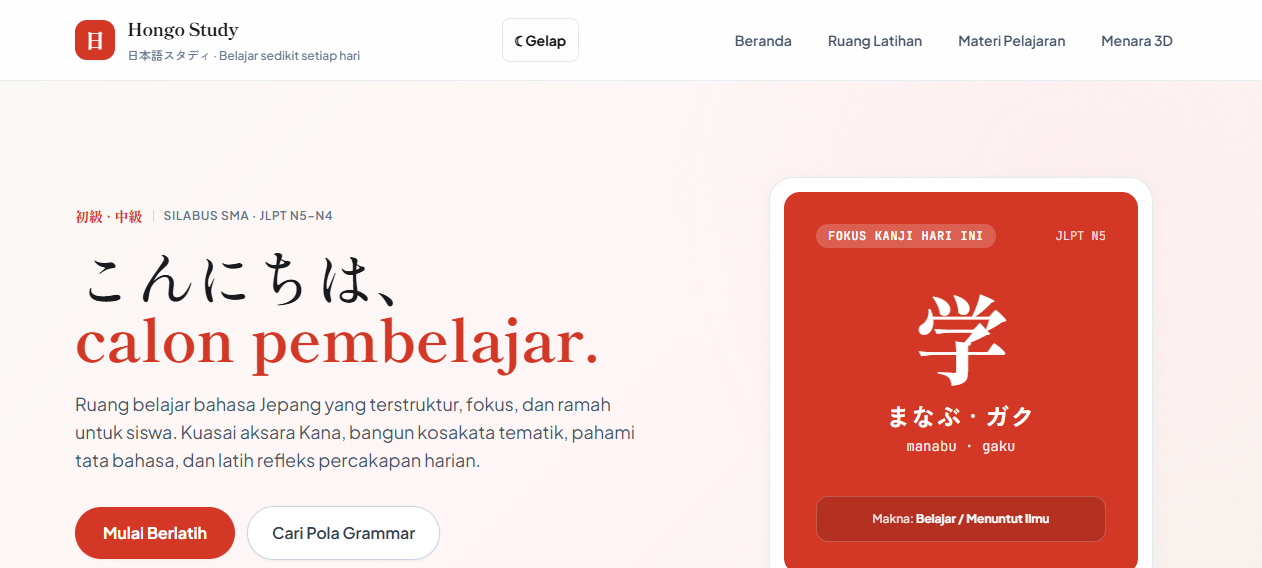 日
Hongo Study
日本語スタディ · Belajar sedikit setiap hari
☾ Gelap
Beranda
Ruang Latihan
Materi Pelajaran
Menara 3D
初級 · 中級 | SILABUS SMA · JLPT N5–N4
こんにちは、
calon pembelajar.
Ruang belajar bahasa Jepang yang terstruktur, fokus, dan ramah
untuk siswa. Kuasai aksara Kana, bangun kosakata tematik, pahami
tata bahasa, dan latih refleks percakapan harian.
Mulai Berlatih
Cari Pola Grammar
FOKUS KANJI HARI INI
JLPT N5
学
まなぶ · ガク
manabu · gaku
Makna: Belajar / Menuntut Ilmu